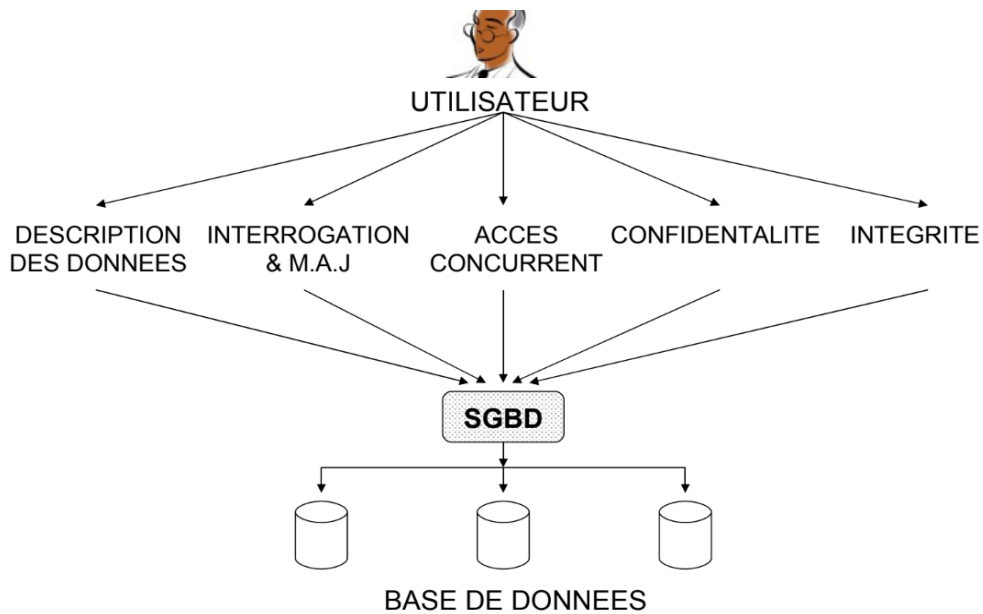 UTILISATEUR
DESCRIPTION
DES DONNEES
INTERROGATION
& M.A.J
ACCES
CONCURRENT
CONFIDENTALITE
INTEGRITE
SGBD
BASE DE DONNEES